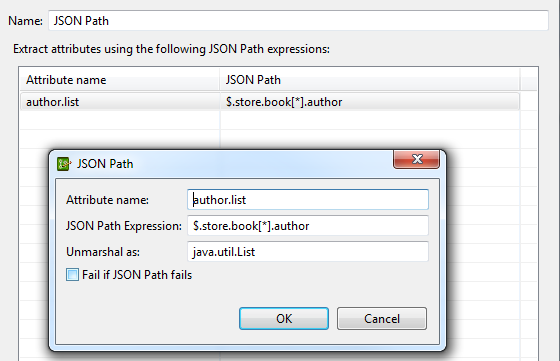 Name: JSON Path
Extract attributes using the following JSON Path expressions:
Attribute name JSON Path
author.list $.store.book[*].author
JSON Path
Attribute name: author.list
JSON Path Expression: $.store.book[*].author
Unmarshal as: java.util.List
Fail if JSON Path fails
OK Cancel